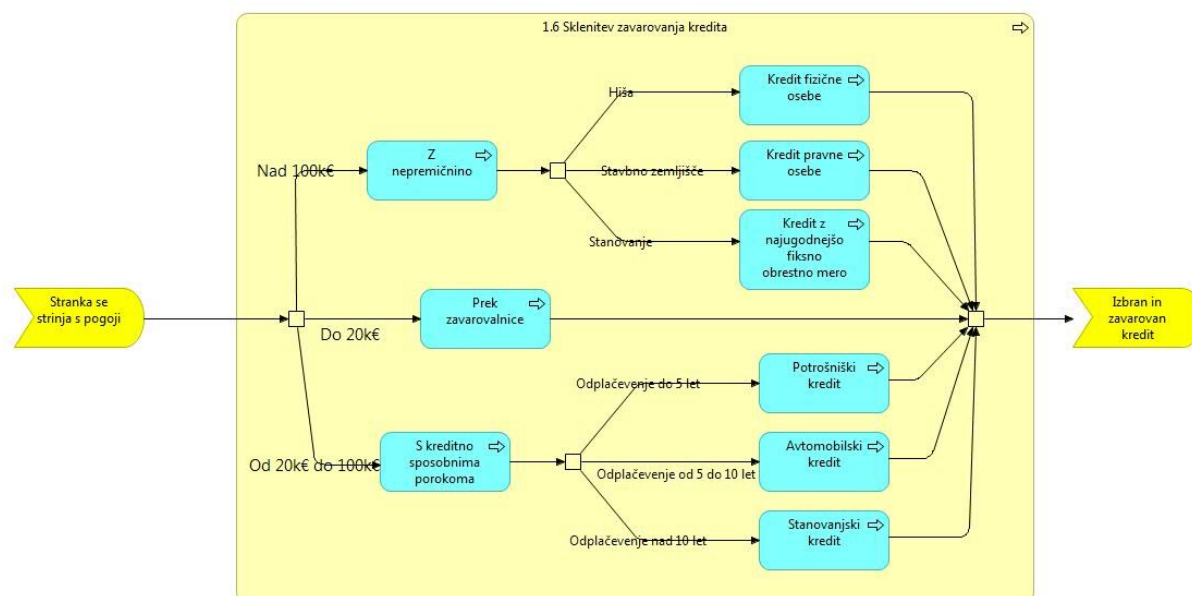 1.6 Sklenitev zavarovanja kredita
Stranka se
strinja s pogoji
Nad 100k€
Z
nepremičnino
Hiša
Kredit fizične
osebe
Stavbno zemljišče
Kredit pravne
osebe
Stanovanje
Kredit z
najugodnejšo
fiksno
obrestno mero
Do 20k€
Prek
zavarovalnice
Od 20k€ do 100k€
S kreditno
sposobnima
porokoma
Odplačevenje do 5 let
Potrošniški
kredit
Odplačevenje od 5 do 10 let
Avtomobilski
kredit
Odplačevenje nad 10 let
Stanovanjski
kredit
Izbran in
zavarovan
kredit